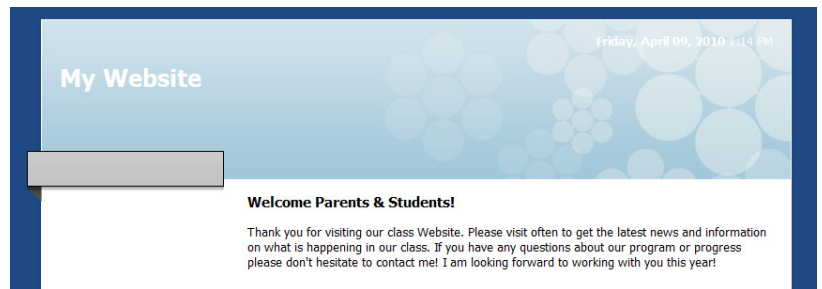 Friday, April 09, 2010 1:14 PM
My Website
Welcome Parents & Students!
Thank you for visiting our class Website. Please visit often to get the latest news and information
on what is happening in our class. If you have any questions about our program or progress
please don't hesitate to contact me! I am looking forward to working with you this year!